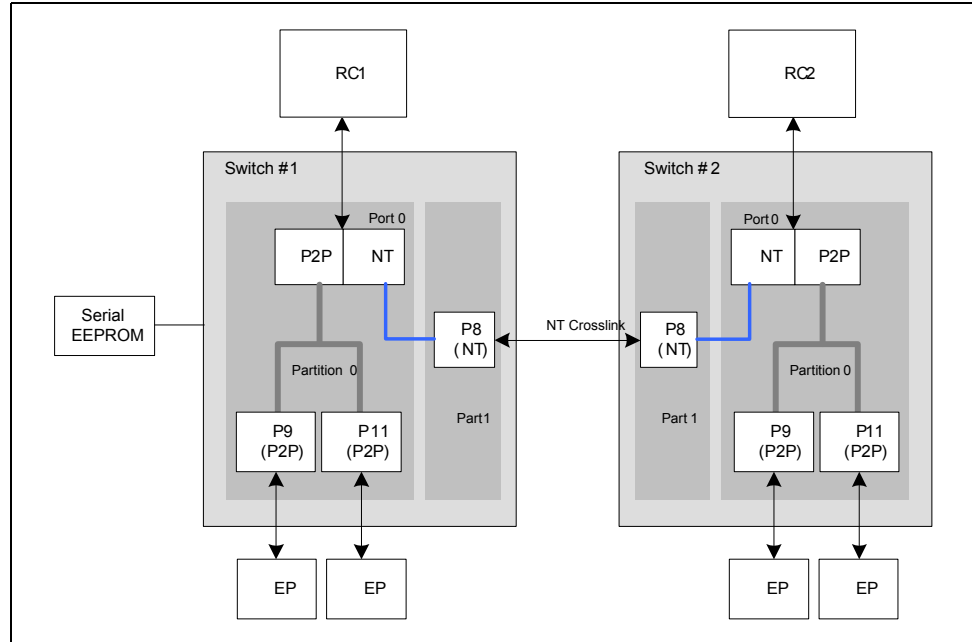 RC1
RC2
Switch #1
Switch #2
Port 0
Port 0
P2P
NT
NT
P2P
Serial
EEPROM
P8
(NT)
NT Crosslink
P8
(NT)
Partition 0
Part1
Part 1
Partition 0
P9
(P2P)
P11
(P2P)
P9
(P2P)
P11
(P2P)
EP
EP
EP
EP